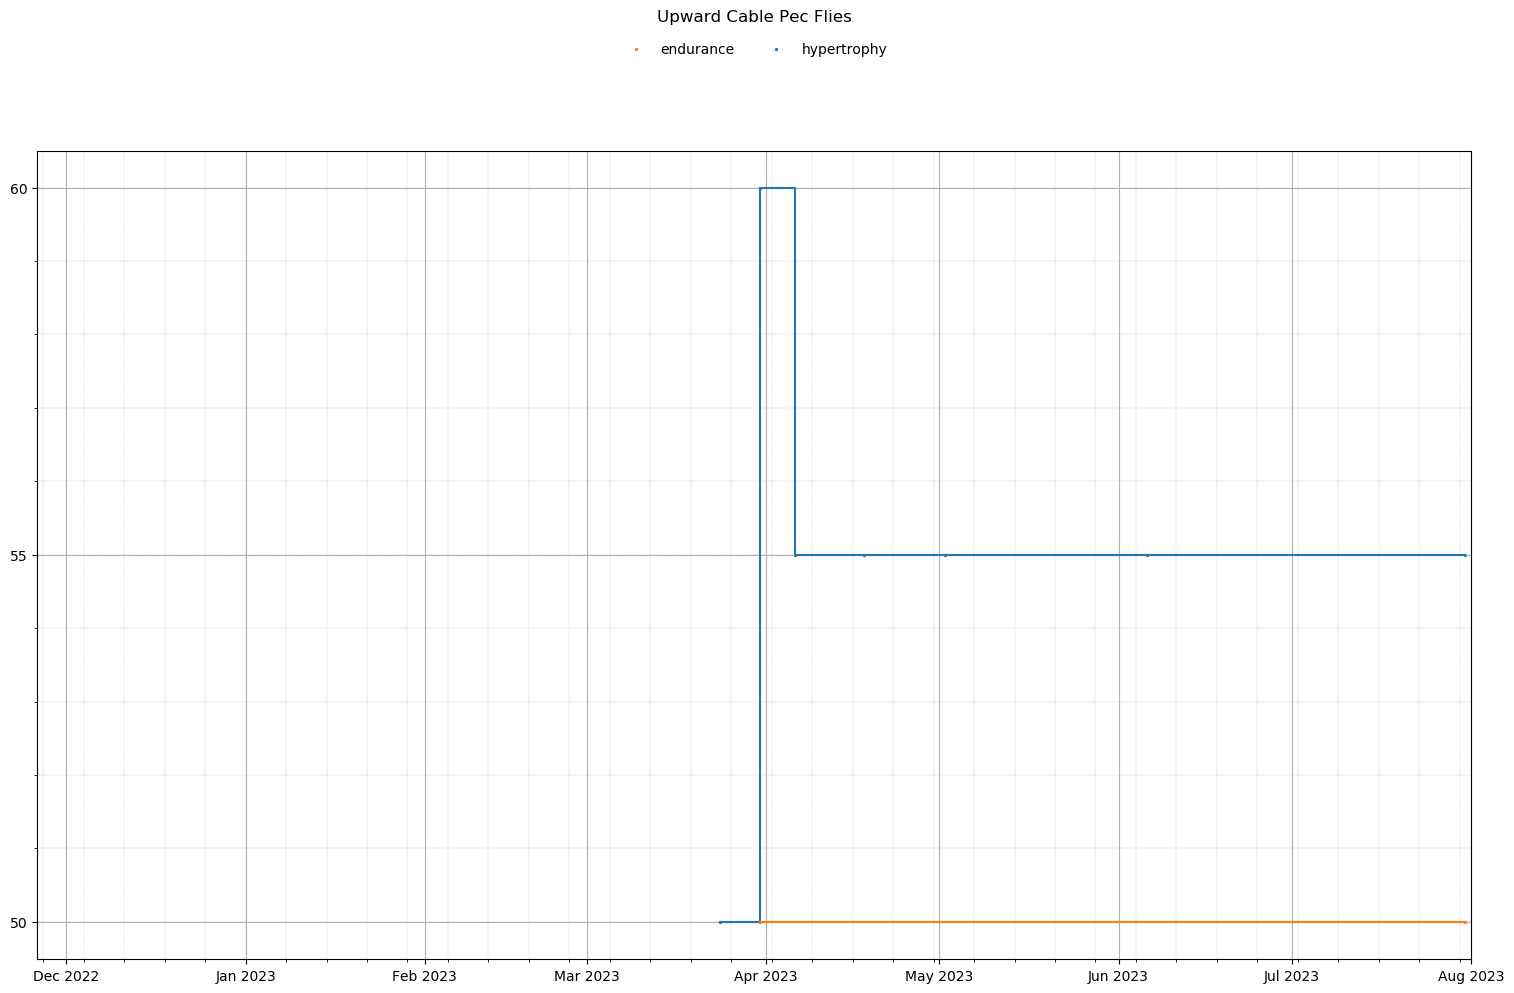 Upward Cable Pec Flies
endurance hypertrophy
60
55
50
Dec 2022 Jan 2023 Feb 2023 Mar 2023 Apr 2023 May 2023 Jun 2023 Jul 2023 Aug 2023